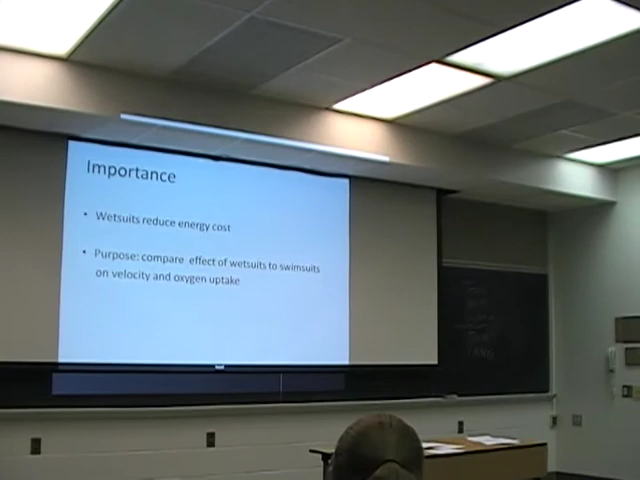 Importance
• Wetsuits reduce energy cost
• Purpose: compare effect of wetsuits to swimsuits
on velocity and oxygen uptake